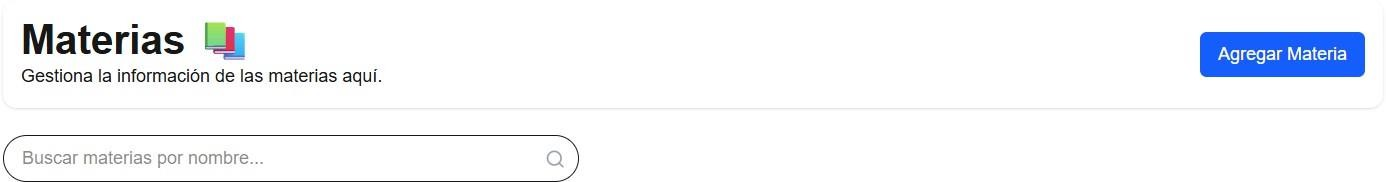 Materias
Gestiona la información de las materias aquí.
Agregar Materia
Buscar materias por nombre...